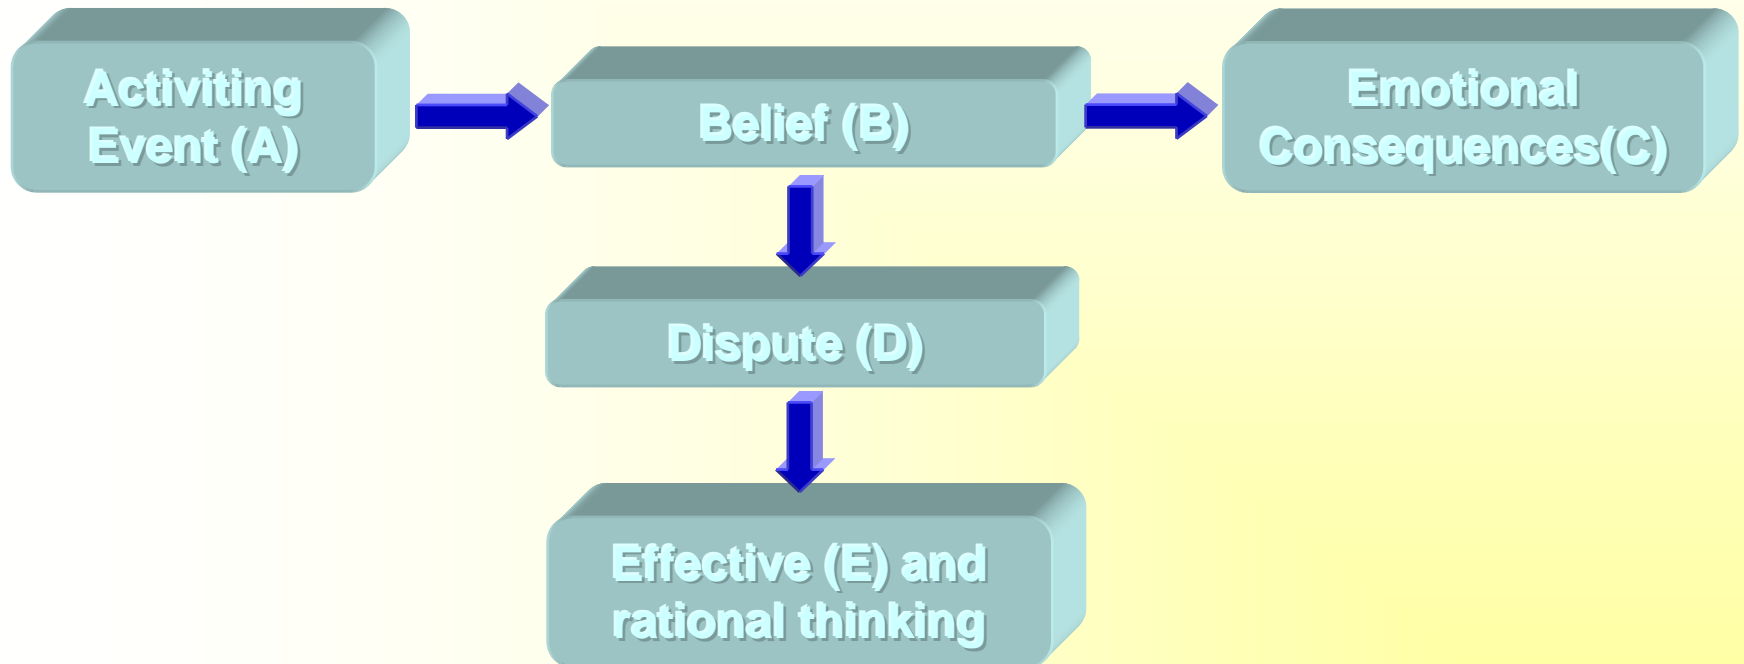 Activiting
Event (A)
Belief (B)
Emotional
Consequences(C)
Dispute (D)
Effective (E) and
rational thinking